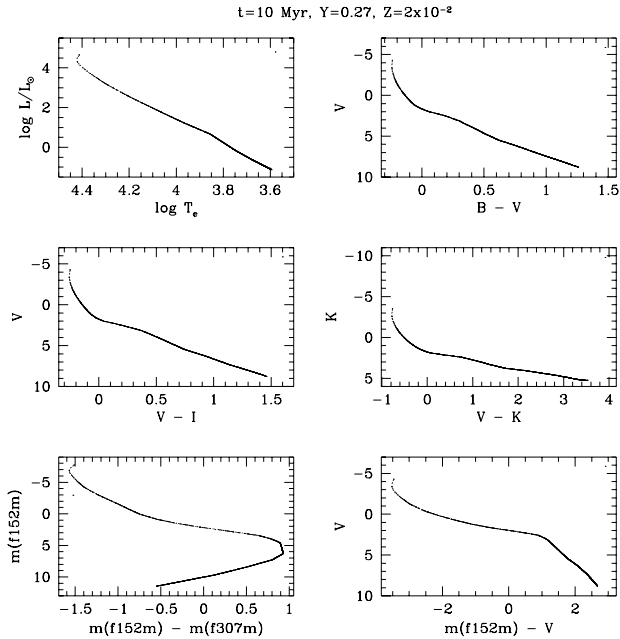 t=10 Myr, Y=0.27, Z=2x10⁻²
log L/L☉
4
2
0
4.4 4.2 4 3.8 3.6
log Tₑ
V
−5
0
5
10
0 0.5 1 1.5
B − V
V
−5
0
5
10
0 0.5 1 1.5
V − I
K
−10
−5
0
5
−1 0 1 2 3 4
V − K
m(f152m)
−5
0
5
10
−1.5 −1 −0.5 0 0.5 1
m(f152m) − m(f307m)
V
−5
0
5
10
−2 0 2
m(f152m) − V